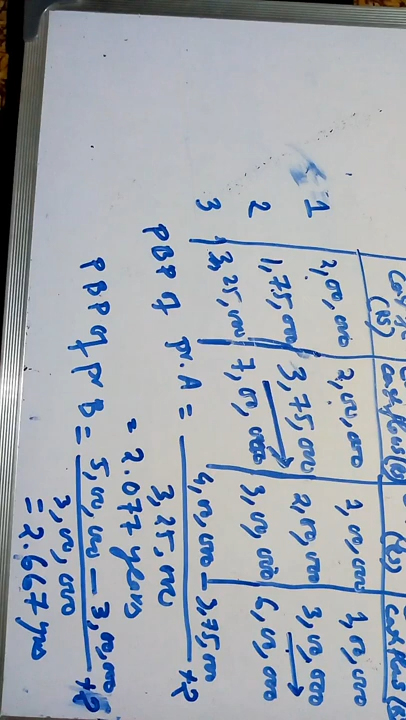 1 2,00,000 2,00,000 1,00,000 1,00,000
2 1,75,000 3,75,000 2,00,000 3,00,000
3 3,25,000 7,00,000 3,00,000 6,00,000
PBP of Pr. A = 4,00,000 - 3,75,000 + 2
3,25,000
= 2.077 years
PBP of Pr B = 5,00,000 - 3,00,000 + 2
3,00,000
= 2.667 yrs